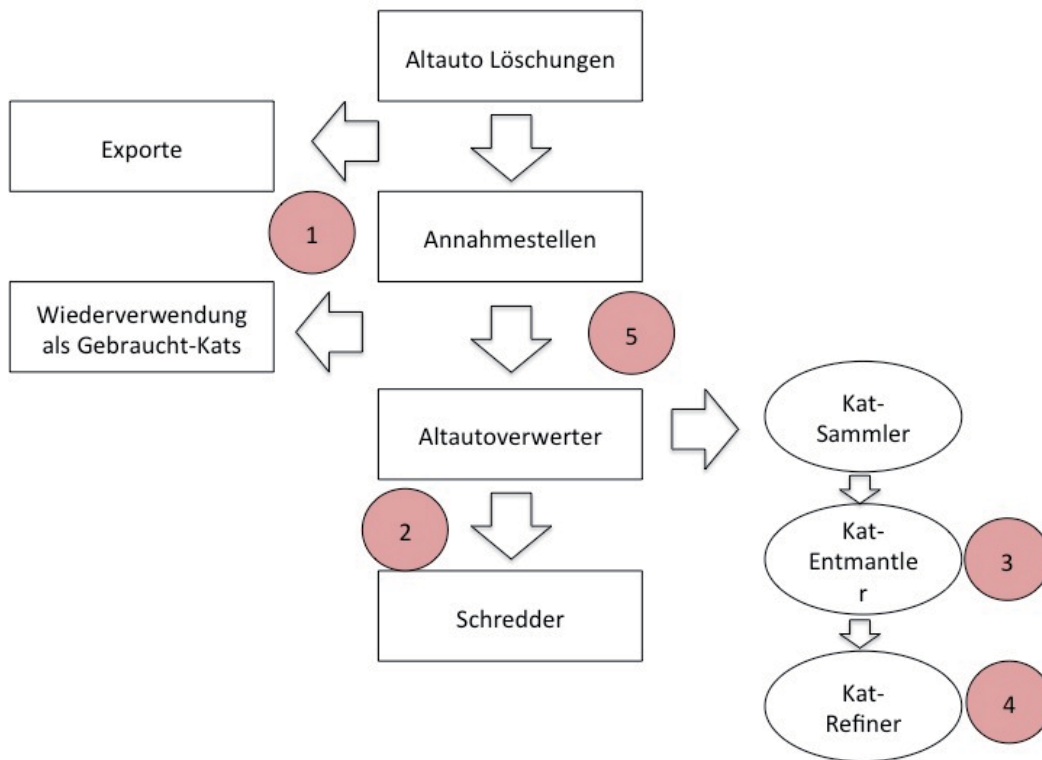 Altauto Löschungen
Exporte
1
Annahmestellen
Wiederverwendung
als Gebraucht-Kats
5
Altautoverwerter
Kat-
Sammler
2
Schredder
Kat-
Entmantle
r
3
Kat-
Refiner
4